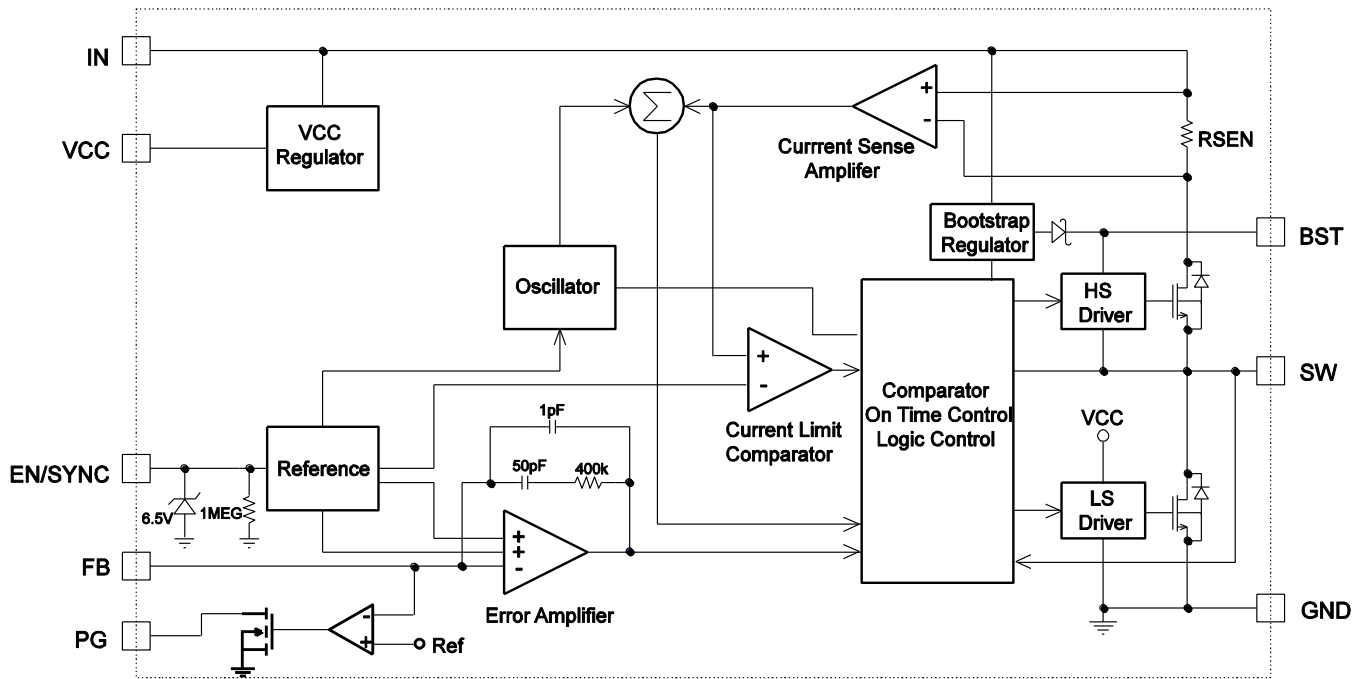 IN
VCC
VCC
Regulator
Σ
+
-
Currrent Sense
Amplifer
RSEN
Bootstrap
Regulator
BST
Oscillator
HS
Driver
+
-
Current Limit
Comparator
Comparator
On Time Control
Logic Control
SW
VCC
1pF
50pF
400k
EN/SYNC
Reference
6.5V
1MEG
LS
Driver
+
+
-
Error Amplifier
FB
PG
-
+
Ref
GND